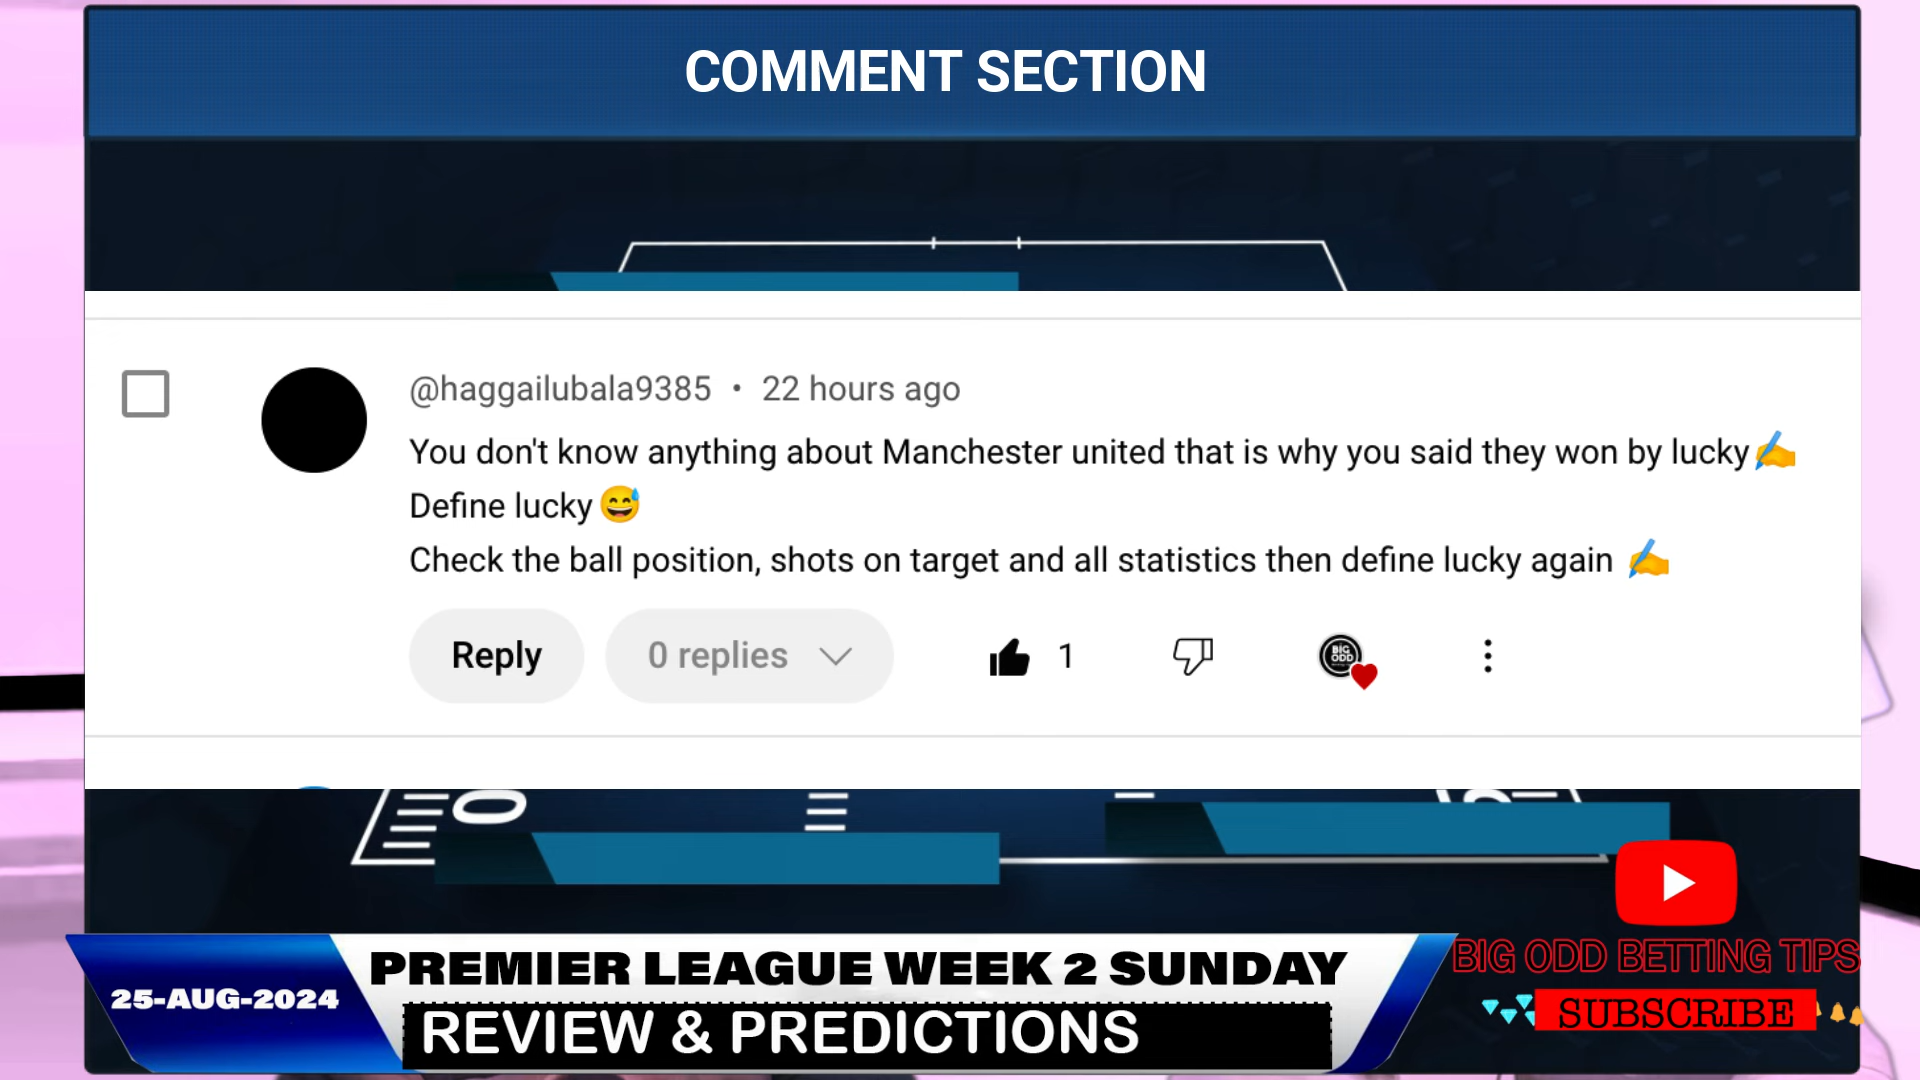 COMMENT SECTION
@haggailubala9385 • 22 hours ago
You don't know anything about Manchester united that is why you said they won by lucky✍️
Define lucky😅
Check the ball position, shots on target and all statistics then define lucky again ✍️
Reply
0 replies
1
BIG
ODD
PREMIER LEAGUE WEEK 2 SUNDAY
25-AUG-2024
REVIEW & PREDICTIONS
BIG ODD BETTING TIPS
SUBSCRIBE